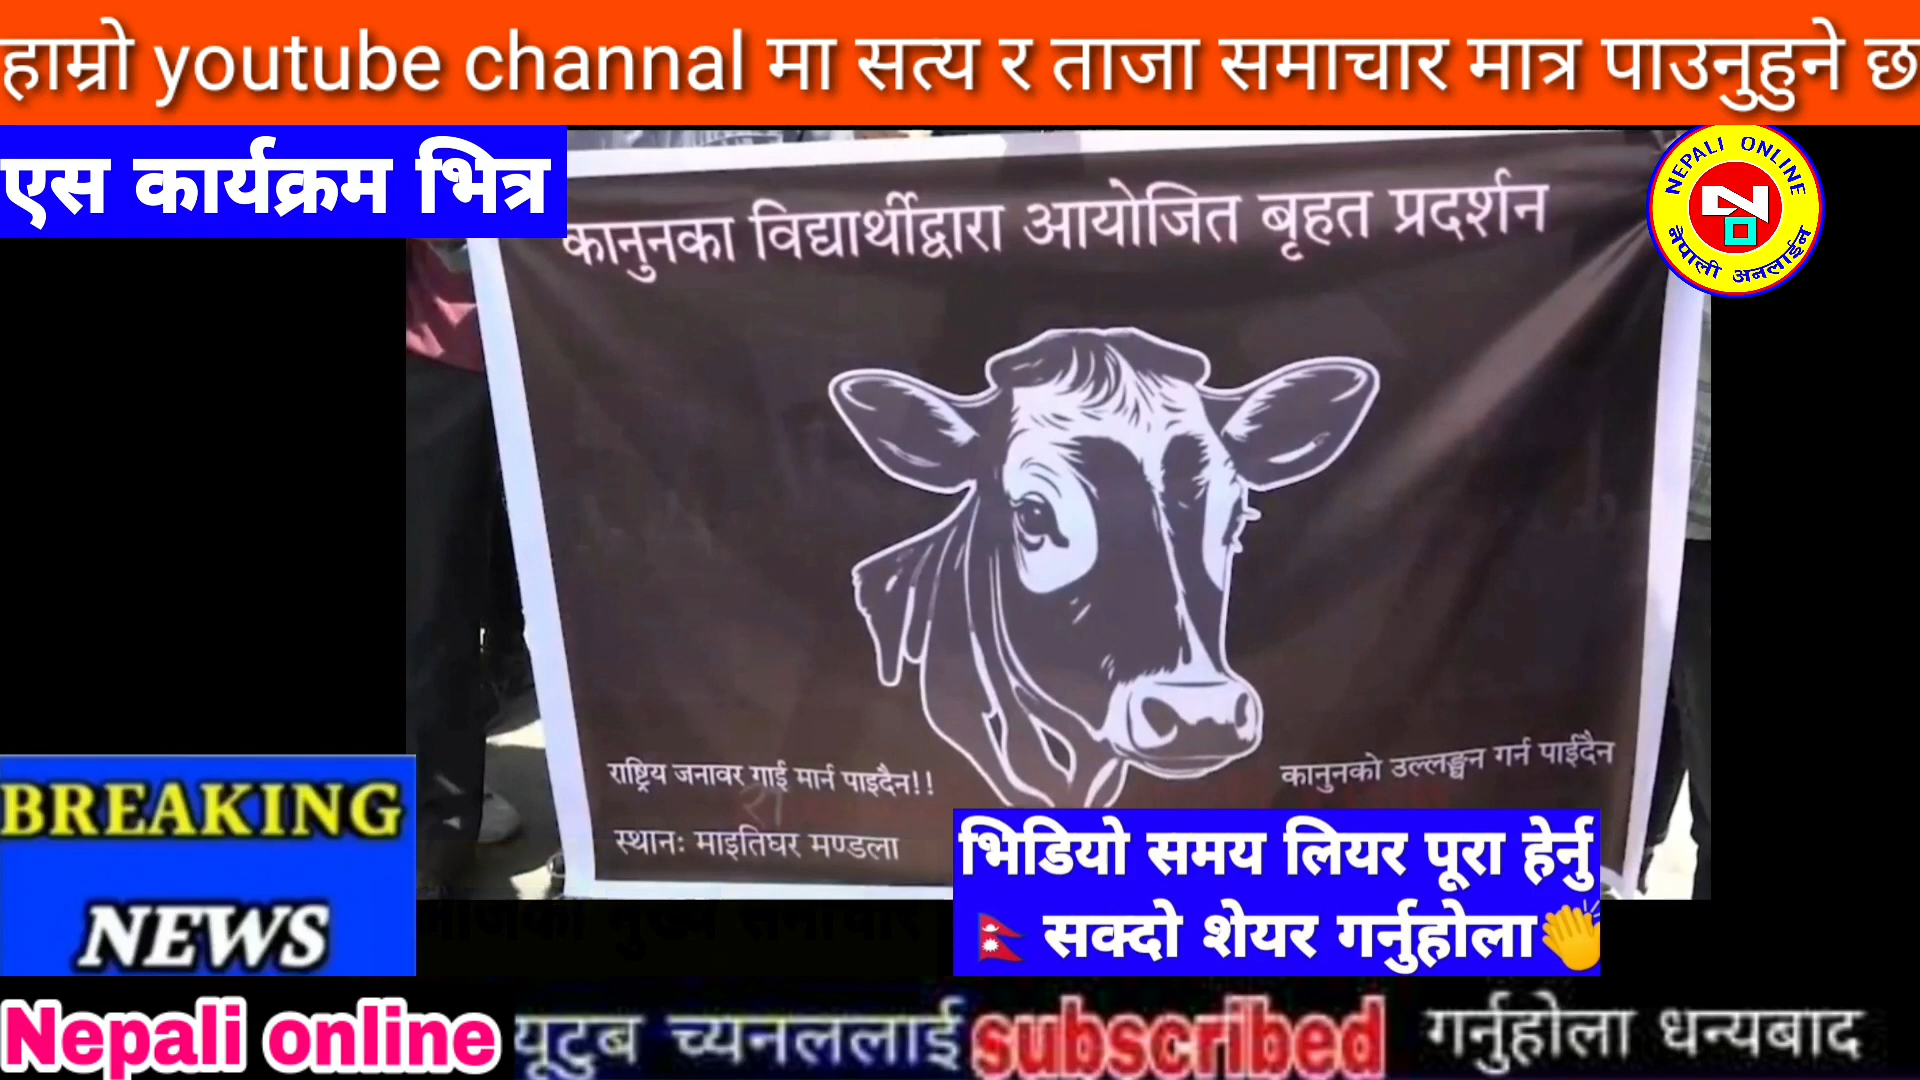 हाम्रो youtube channal मा सत्य र ताजा समाचार मात्र पाउनुहुने छ
एस कार्यक्रम भित्र
NEPALI ONLINE
नेपाली अनलाईन
कानुनका विद्यार्थीद्वारा आयोजित बृहत प्रदर्शन
राष्ट्रिय जनावर गाई मार्न पाइदैन!!
कानुनको उल्लङ्घन गर्न पाईदैन
स्थानः माइतिघर मण्डला
भिडियो समय लियर पूरा हेर्नु
सक्दो शेयर गर्नुहोला
BREAKING
NEWS
Nepali online यूटुब च्यनललाई subscribed गर्नुहोला धन्यबाद